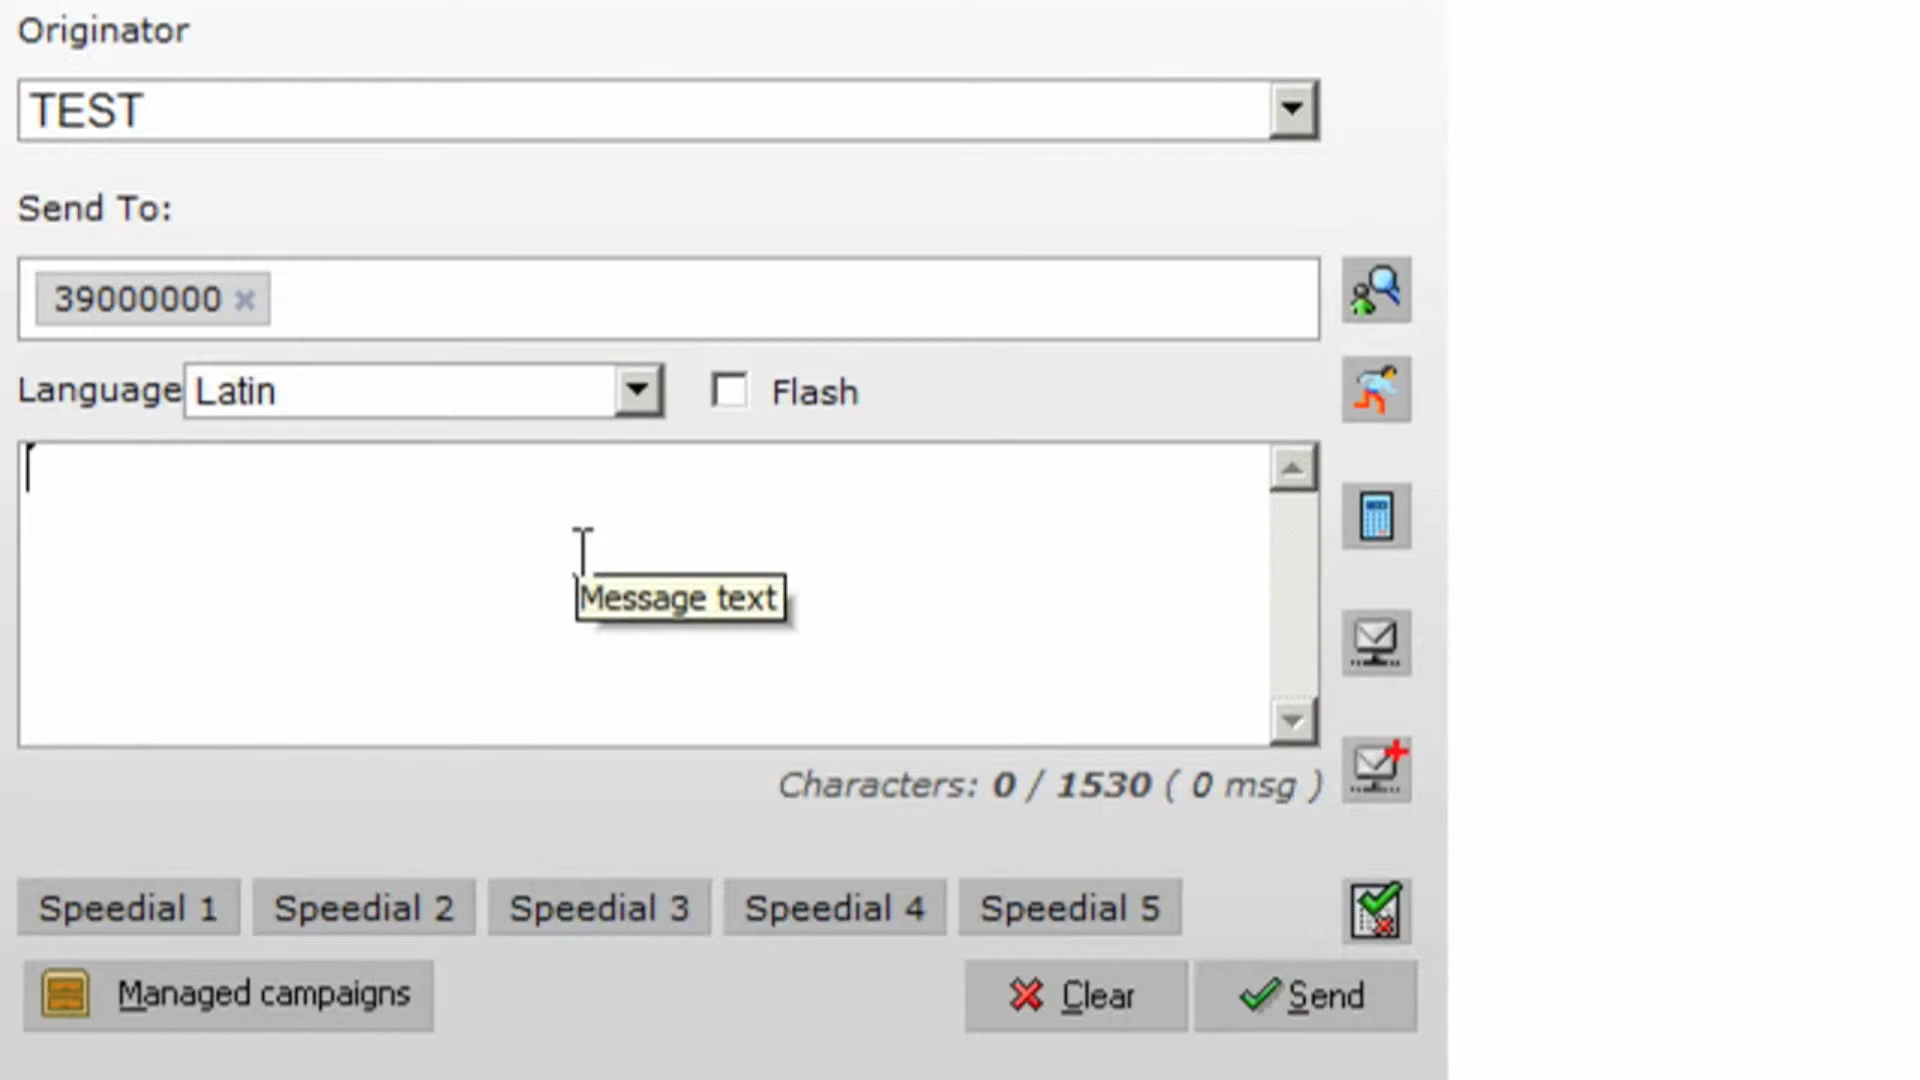 Originator
TEST
Send To:
39000000
Language Latin Flash
Message text
Characters: 0 / 1530 ( 0 msg )
Speedial 1 Speedial 2 Speedial 3 Speedial 4 Speedial 5
Managed campaigns Clear Send